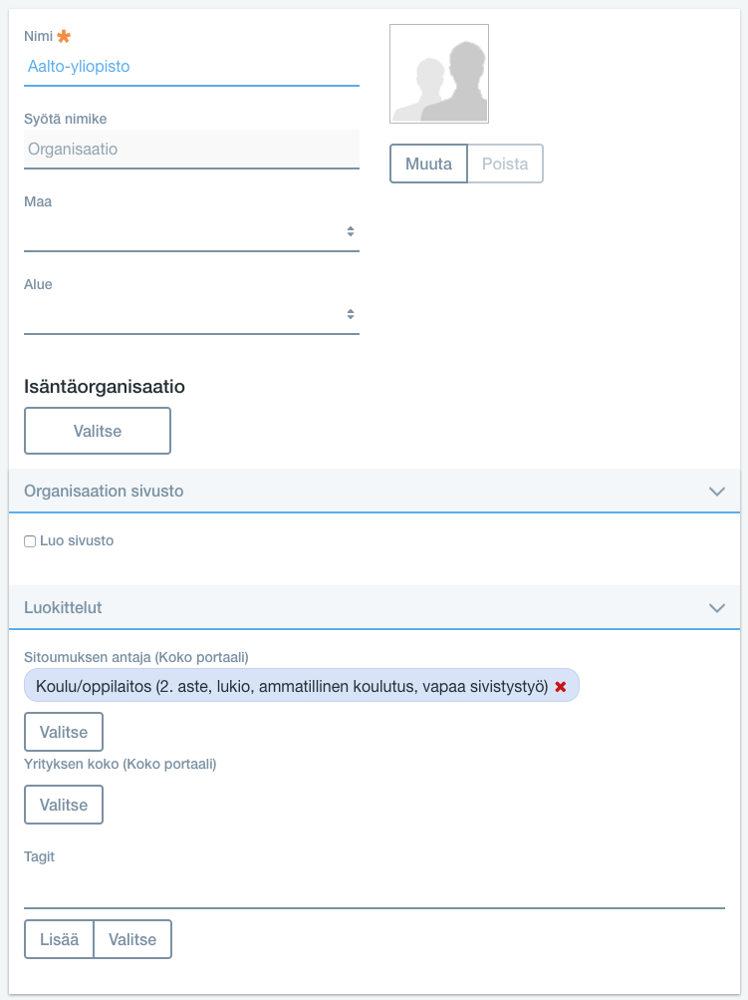 Nimi
Aalto-yliopisto
Syötä nimike
Organisaatio
Muuta Poista
Maa
Alue
Isäntäorganisaatio
Valitse
Organisaation sivusto
Luo sivusto
Luokittelut
Sitoumuksen antaja (Koko portaali)
Koulu/oppilaitos (2. aste, lukio, ammatillinen koulutus, vapaa sivistystyö)
Valitse
Yrityksen koko (Koko portaali)
Valitse
Tagit
Lisää Valitse